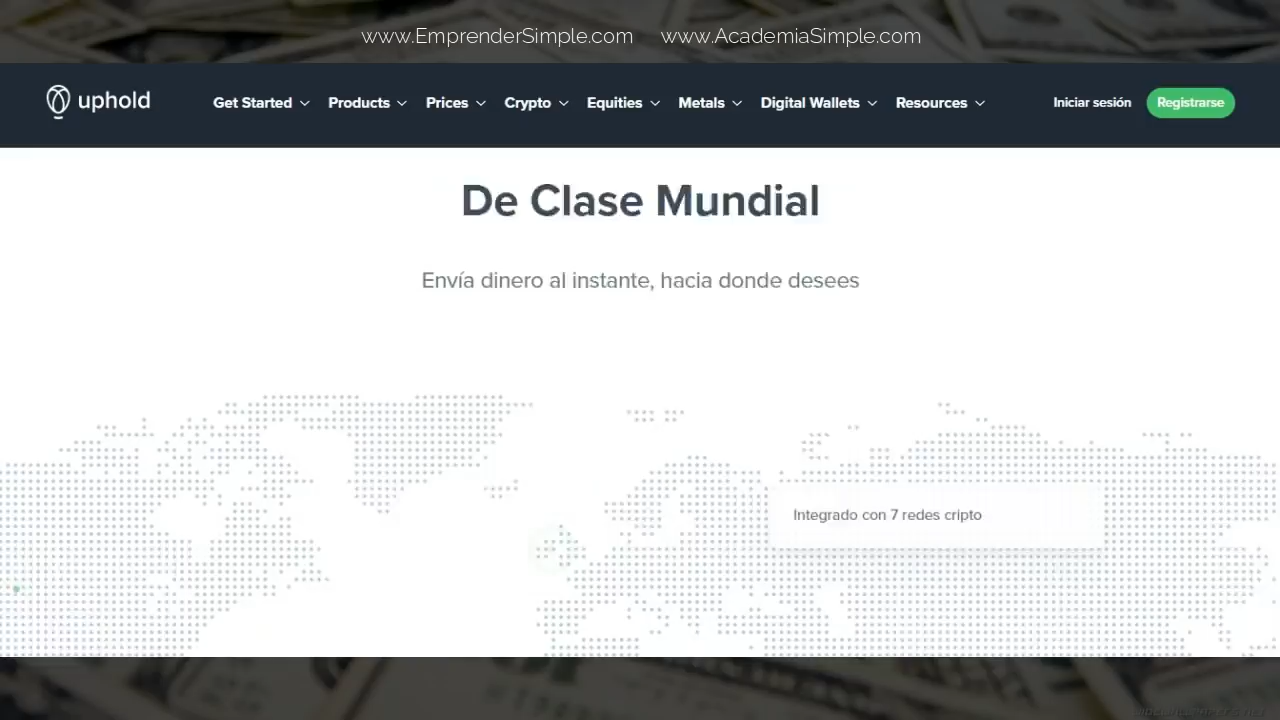 www.EmprenderSimple.com www.AcademiaSimple.com
uphold Get Started Products Prices Crypto Equities Metals Digital Wallets Resources Iniciar sesión Registrarse
De Clase Mundial
Envía dinero al instante, hacia donde desees
Integrado con 7 redes cripto